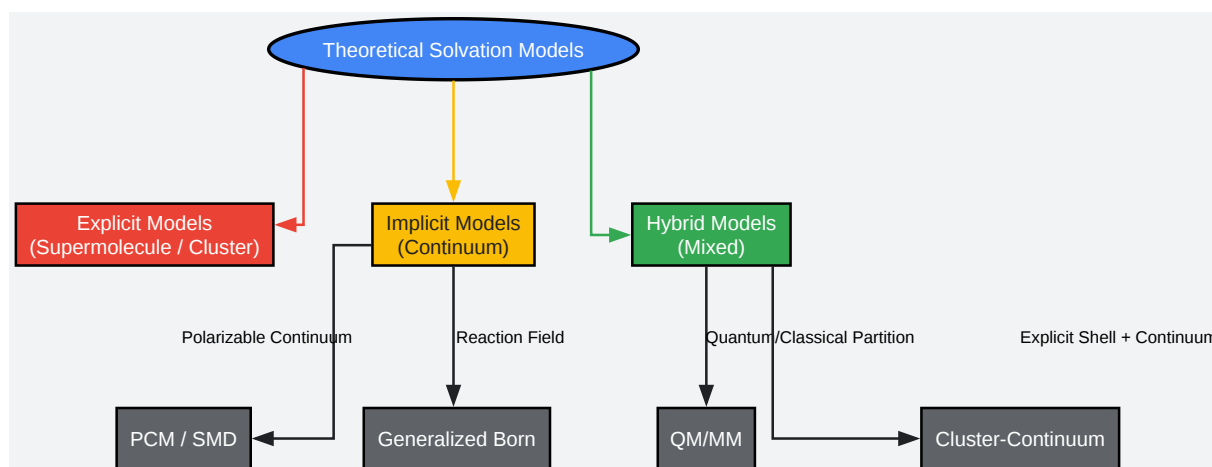 Theoretical Solvation Models
Explicit Models
(Supermolecule / Cluster)
Implicit Models
(Continuum)
Hybrid Models
(Mixed)
Polarizable Continuum
Reaction Field
Quantum/Classical Partition
Explicit Shell + Continuum
PCM / SMD
Generalized Born
QM/MM
Cluster-Continuum